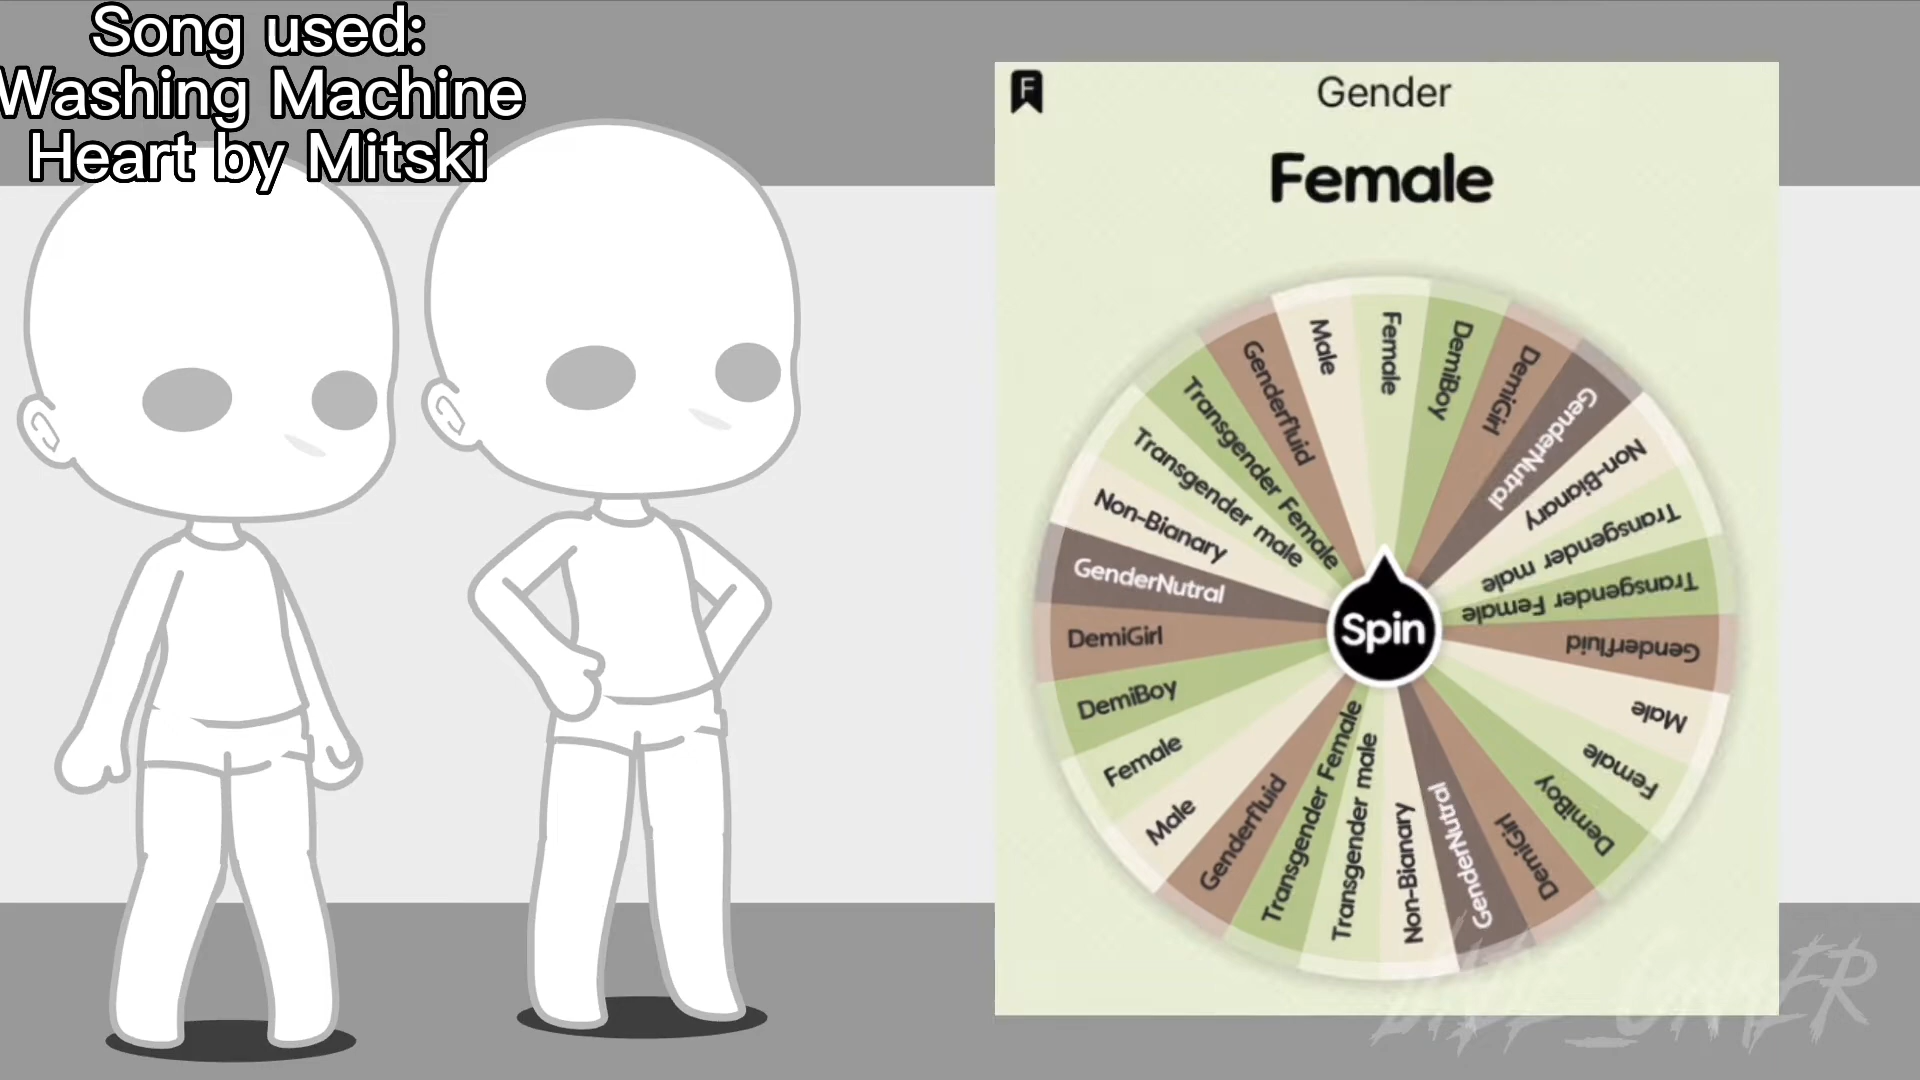 Song used:
Washing Machine
Heart by Mitski
F
Gender
Female
Female
DemiBoy
DemiGirl
GenderNutral
Non-Bianary
Transgender male
Transgender Female
Genderfluid
Male
Female
DemiBoy
DemiGirl
GenderNutral
Non-Bianary
Transgender male
Transgender Female
Genderfluid
Male
Female
DemiBoy
DemiGirl
GenderNutral
Non-Bianary
Transgender male
Transgender Female
Genderfluid
Male
Spin